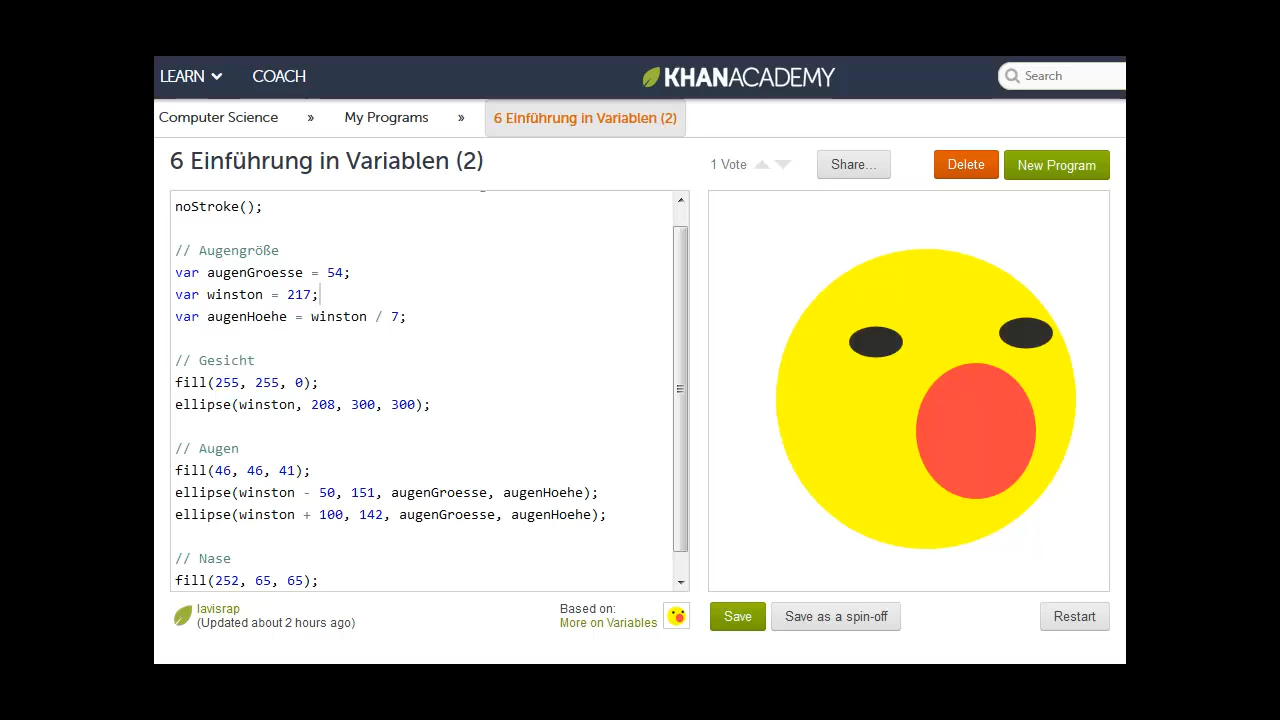 LEARN COACH KHANACADEMY Search
Computer Science » My Programs » 6 Einführung in Variablen (2)
6 Einführung in Variablen (2)
1 Vote Share... Delete New Program
noStroke();
// Augengröße
var augenGroesse = 54;
var winston = 217;
var augenHoehe = winston / 7;
// Gesicht
fill(255, 255, 0);
ellipse(winston, 208, 300, 300);
// Augen
fill(46, 46, 41);
ellipse(winston - 50, 151, augenGroesse, augenHoehe);
ellipse(winston + 100, 142, augenGroesse, augenHoehe);
// Nase
fill(252, 65, 65);
lavisrap
(Updated about 2 hours ago)
Based on:
More on Variables
Save Save as a spin-off Restart